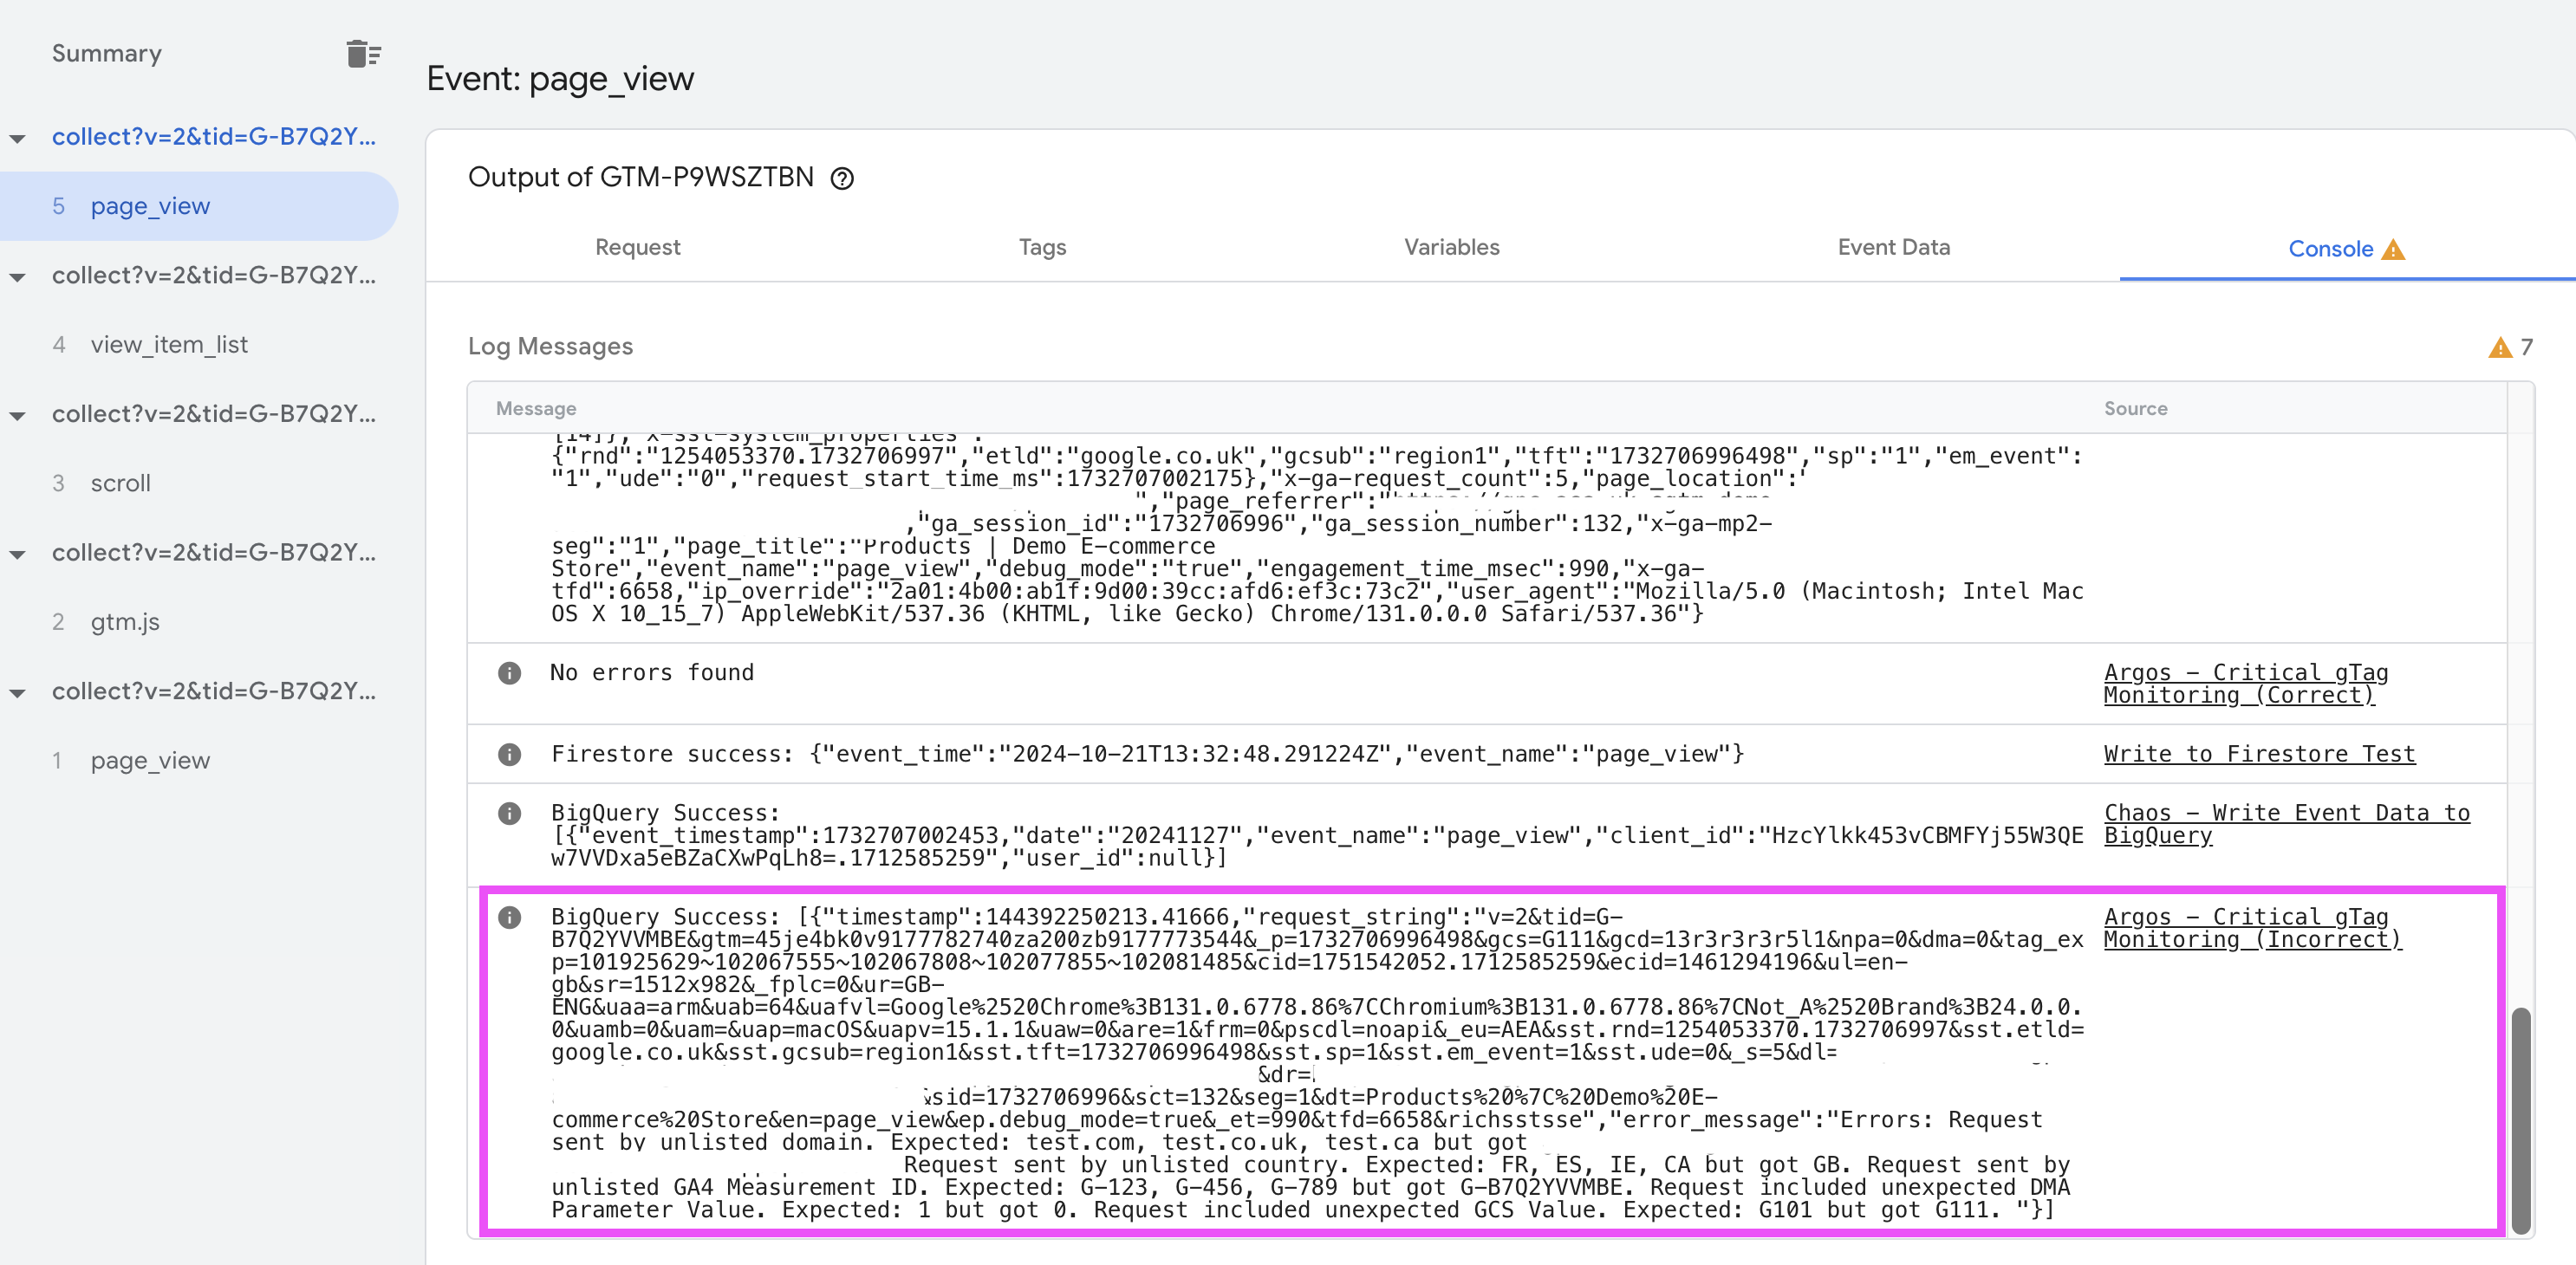 Summary
collect?v=2&tid=G-B7Q2Y...
5 page_view
collect?v=2&tid=G-B7Q2Y...
4 view_item_list
collect?v=2&tid=G-B7Q2Y...
3 scroll
collect?v=2&tid=G-B7Q2Y...
2 gtm.js
collect?v=2&tid=G-B7Q2Y...
1 page_view
Event: page_view
Output of GTM-P9WSZTBN
Request Tags Variables Event Data Console
Log Messages 7
Message Source
{"rnd":"1254053370.1732706997","etld":"google.co.uk","gcsub":"region1","tft":"1732706996498","sp":"1","em_event":
"1","ude":"0","request_start_time_ms":1732707002175},"x-ga-request_count":5,"page_location":"
","page_referrer":"
,"ga_session_id":"1732706996","ga_session_number":132,"x-ga-mp2-
seg":"1","page_title":"Products | Demo E-commerce
Store","event_name":"page_view","debug_mode":"true","engagement_time_msec":990,"x-ga-
tfd":6658,"ip_override":"2a01:4b00:ab1f:9d00:39cc:afd6:ef3c:73c2","user_agent":"Mozilla/5.0 (Macintosh; Intel Mac
OS X 10_15_7) AppleWebKit/537.36 (KHTML, like Gecko) Chrome/131.0.0.0 Safari/537.36"}
No errors found
Argos - Critical gTag
Monitoring (Correct)
Firestore success: {"event_time":"2024-10-21T13:32:48.291224Z","event_name":"page_view"}
Write to Firestore Test
BigQuery Success:
[{"event_timestamp":1732707002453,"date":"20241127","event_name":"page_view","client_id":"HzcYlkk453vCBMFYj55W3QE
w7VVDxa5eBZaCXwPqLh8=.1712585259","user_id":null}]
Chaos - Write Event Data to
BigQuery
BigQuery Success: [{"timestamp":144392250213.41666,"request_string":"v=2&tid=G-
B7Q2YVVMBE&gtm=45je4bk0v9177782740za200zb9177773544&_p=1732706996498&gcs=G111&gcd=13r3r3r3r5l1&npa=0&dma=0&tag_ex
p=101925629~102067555~102067808~102077855~102081485&cid=1751542052.1712585259&ecid=1461294196&ul=en-
gb&sr=1512x982&_fplc=0&ur=GB-
ENG&uaa=arm&uab=64&uafvl=Google%2520Chrome%3B131.0.6778.86%7CChromium%3B131.0.6778.86%7CNot_A%2520Brand%3B24.0.0.
0&uamb=0&uam=&uap=macOS&uapv=15.1.1&uaw=0&are=1&frm=0&pscdl=noapi&_eu=AEA&sst.rnd=1254053370.1732706997&sst.etld=
google.co.uk&sst.gcsub=region1&sst.tft=1732706996498&sst.sp=1&sst.em_event=1&sst.ude=0&_s=5&dl=
&dr=
&sid=1732706996&sct=132&seg=1&dt=Products%20%7C%20Demo%20E-
commerce%20Store&en=page_view&ep.debug_mode=true&_et=990&tfd=6658&richsstsse","error_message":"Errors: Request
sent by unlisted domain. Expected: test.com, test.co.uk, test.ca but got
Request sent by unlisted country. Expected: FR, ES, IE, CA but got GB. Request sent by
unlisted GA4 Measurement ID. Expected: G-123, G-456, G-789 but got G-B7Q2YVVMBE. Request included unexpected DMA
Parameter Value. Expected: 1 but got 0. Request included unexpected GCS Value. Expected: G101 but got G111. "}]
Argos - Critical gTag
Monitoring (Incorrect)